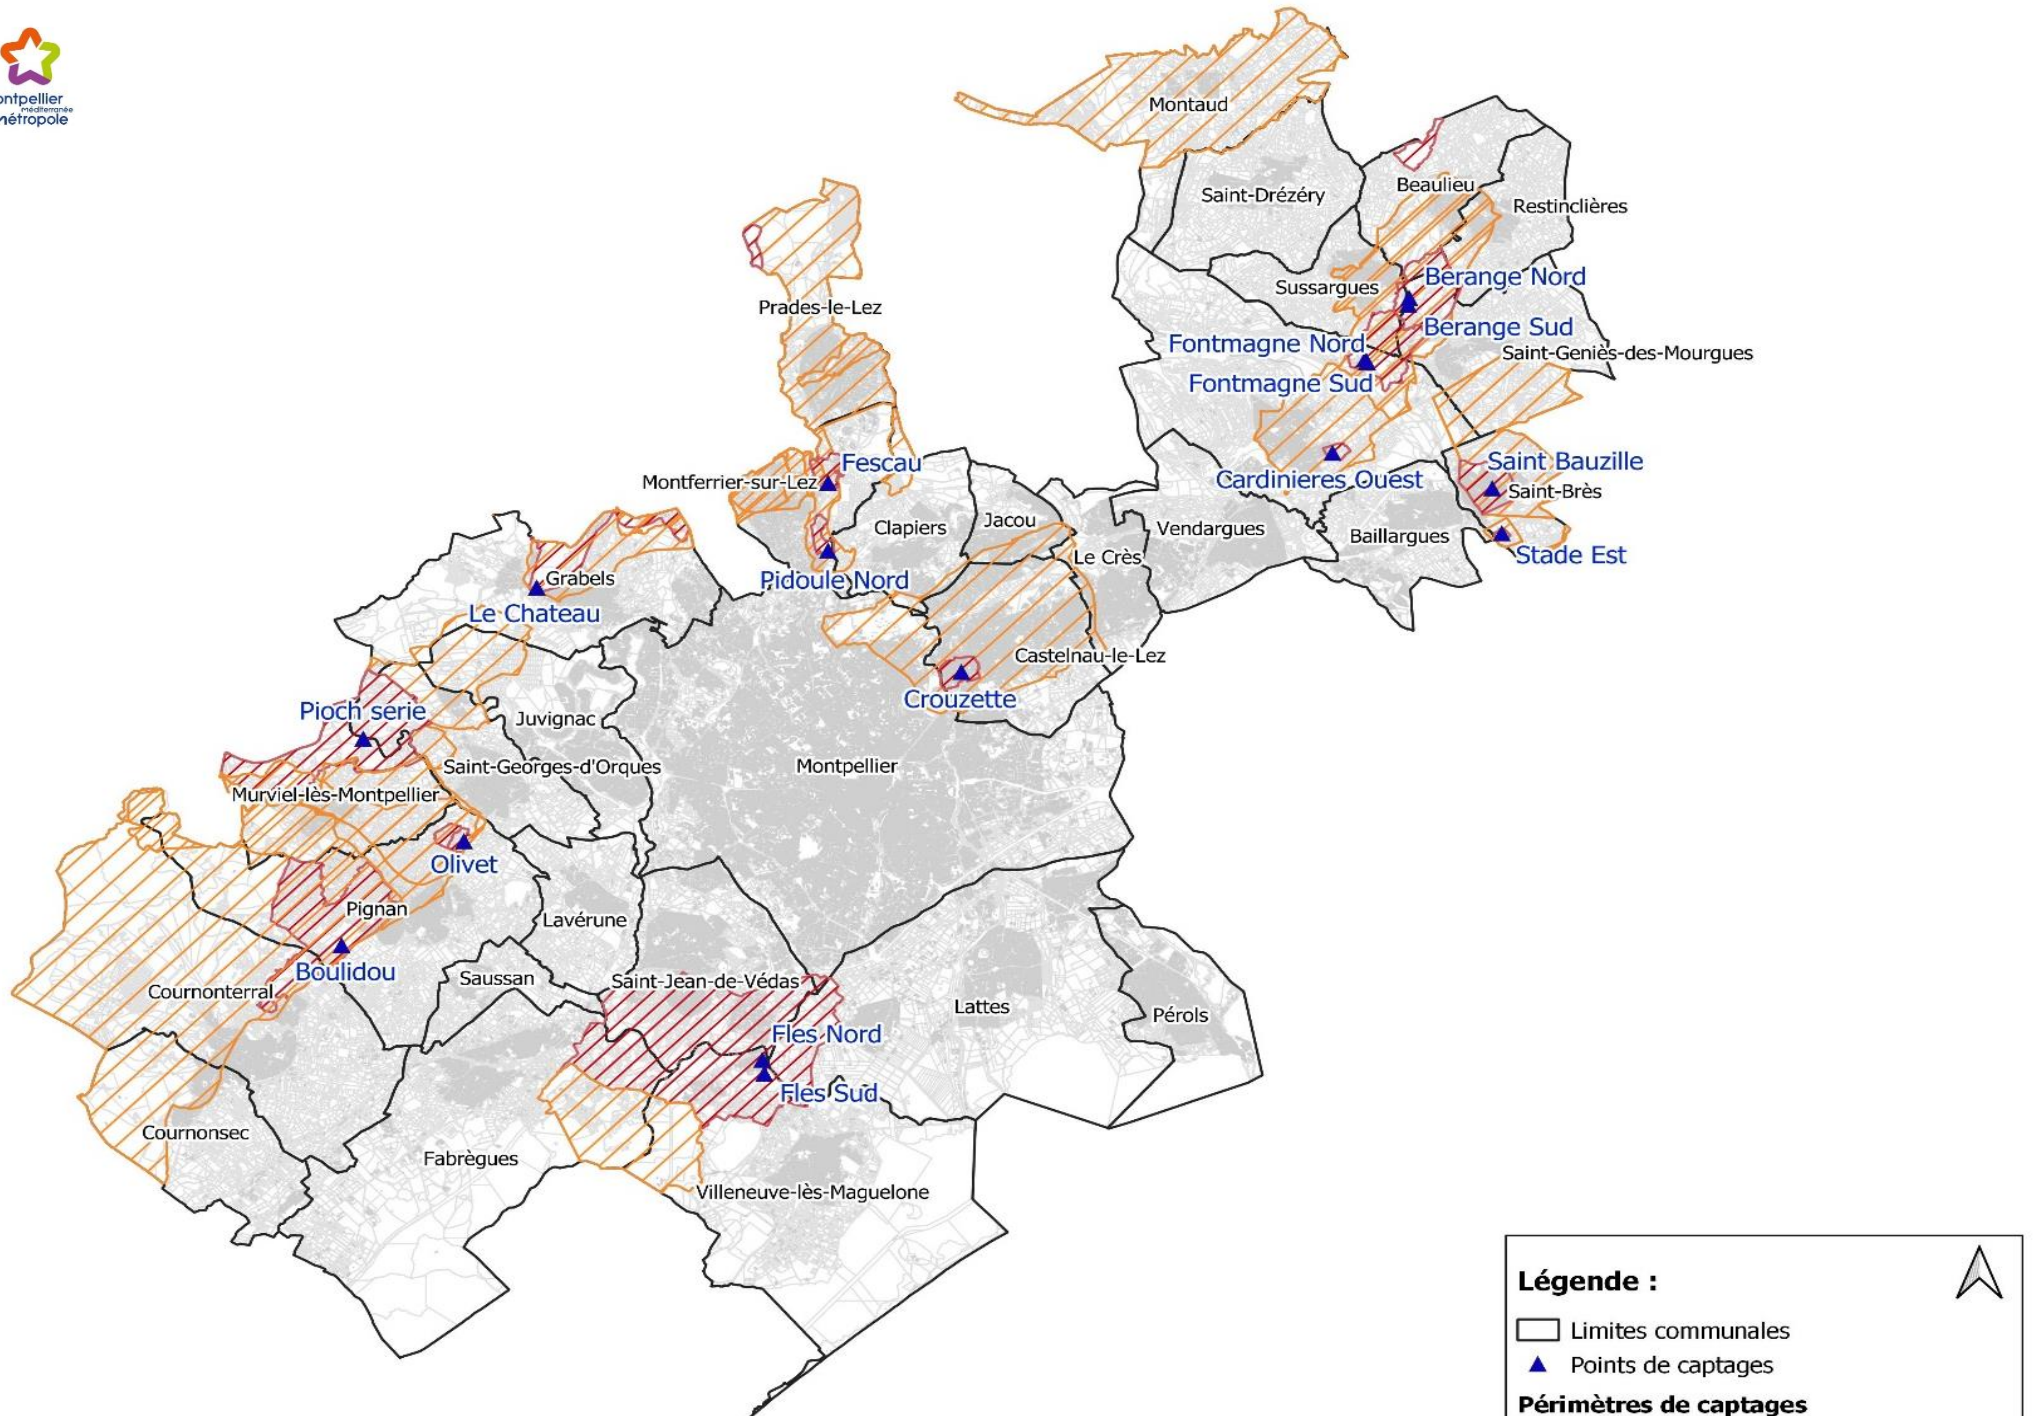 ontpellier
méditerranée
métropole
Montaud
Saint-Drézéry
Beaulieu
Restinclières
Prades-le-Lez
Sussargues
Berange Nord
Berange Sud
Fontmagne Nord
Saint-Geniès-des-Mourgues
Fontmagne Sud
Fescau
Montferrier-sur-Lez
Saint Bauzille
Cardinieres Ouest
Saint-Brès
Clapiers
Jacou
Vendargues
Baillargues
Le Crès
Stade Est
Grabels
Pidoule Nord
Le Chateau
Castelnau-le-Lez
Crouzette
Pioch serie
Juvignac
Saint-Georges-d'Orques
Montpellier
Murviel-lès-Montpellier
Olivet
Pignan
Lavérune
Boulidou
Saussan
Saint-Jean-de-Védas
Cournonterral
Lattes
Pérols
Fles Nord
Fles Sud
Cournonsec
Fabrègues
Villeneuve-lès-Maguelone
Légende :
Limites communales
Points de captages
Périmètres de captages